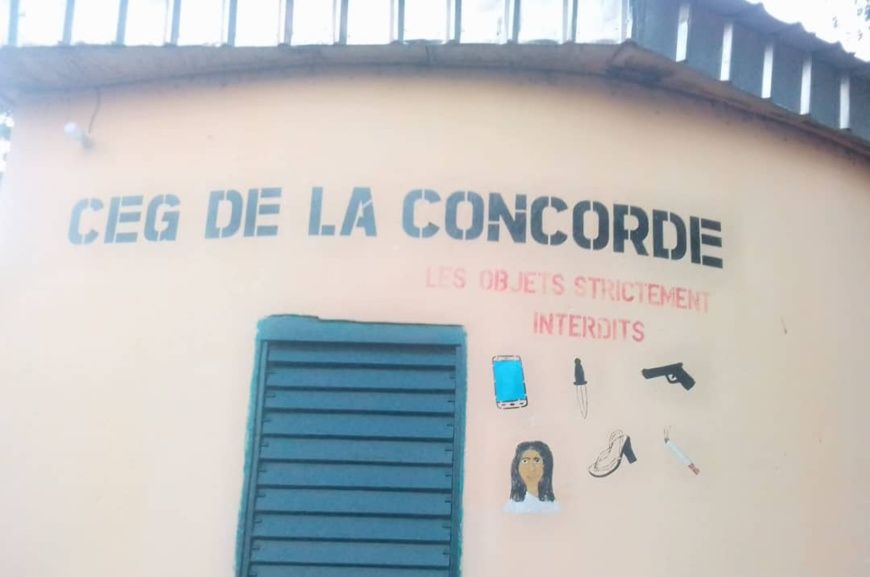 CEG DE LA CONCORDE
LES OBJETS STRICTEMENT
INTERDITS